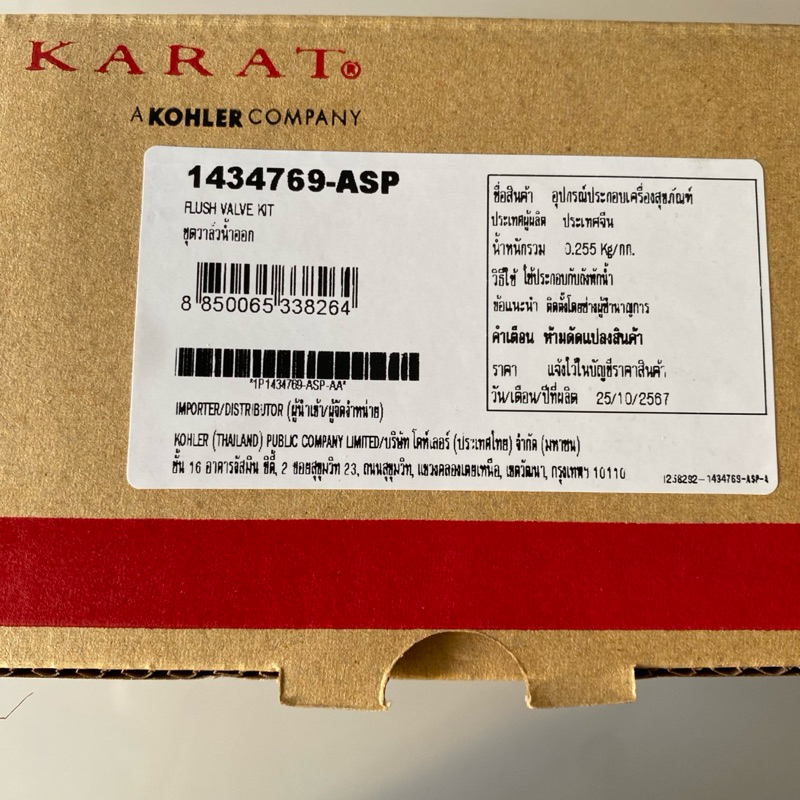 KARAT®
A KOHLER COMPANY
1434769-ASP
FLUSH VALVE KIT
ชุดวาล์วน้ำออก
8 850065 338264
*1P1434769-ASP-AA*
IMPORTER/DISTRIBUTOR (ผู้นำเข้า/ผู้จัดจำหน่าย)
KOHLER (THAILAND) PUBLIC COMPANY LIMITED/บริษัท โคห์เลอร์ (ประเทศไทย) จำกัด (มหาชน)
ชั้น 16 อาคารจัสมิน ซิตี้, 2 ซอยสุขุมวิท 23, ถนนสุขุมวิท, แขวงคลองเตยเหนือ, เขตวัฒนา, กรุงเทพฯ 10110
ชื่อสินค้า อุปกรณ์ประกอบเครื่องสุขภัณฑ์
ประเทศผู้ผลิต ประเทศจีน
น้ำหนักรวม 0.255 Kg/กก.
วิธีใช้ ใช้ประกอบกับถังพักน้ำ
ข้อแนะนำ ติดตั้งโดยช่างผู้ชำนาญการ
คำเตือน ห้ามดัดแปลงสินค้า
ราคา แจ้งไว้ในบัญชีราคาสินค้า
วัน/เดือน/ปีที่ผลิต 25/10/2567
1258292-1434769-ASP-A